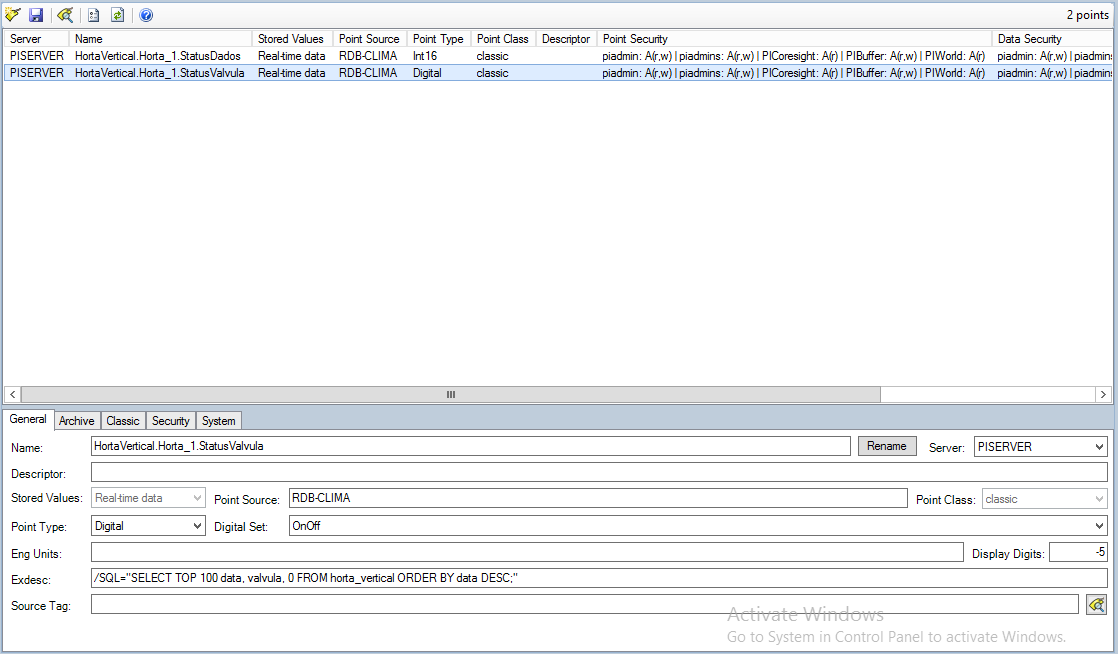 2 points
Server Name Stored Values Point Source Point Type Point Class Descriptor Point Security Data Security
PISERVER HortaVertical.Horta_1.StatusDados Real-time data RDB-CLIMA Int16 classic piadmin: A(r,w) | piadmins: A(r,w) | PICoresight: A(r) | PIBuffer: A(r,w) | PIWorld: A(r) piadmin: A(r,w) | piadmins
PISERVER HortaVertical.Horta_1.StatusValvula Real-time data RDB-CLIMA Digital classic piadmin: A(r,w) | piadmins: A(r,w) | PICoresight: A(r) | PIBuffer: A(r,w) | PIWorld: A(r) piadmin: A(r,w) | piadmins
General Archive Classic Security System
Name: HortaVertical.Horta_1.StatusValvula Rename Server: PISERVER
Descriptor:
Stored Values: Real-time data Point Source: RDB-CLIMA Point Class: classic
Point Type: Digital Digital Set: OnOff
Eng Units: Display Digits: -5
Exdesc: /SQL="SELECT TOP 100 data, valvula, 0 FROM horta_vertical ORDER BY data DESC;"
Source Tag:
Activate Windows
Go to System in Control Panel to activate Windows.